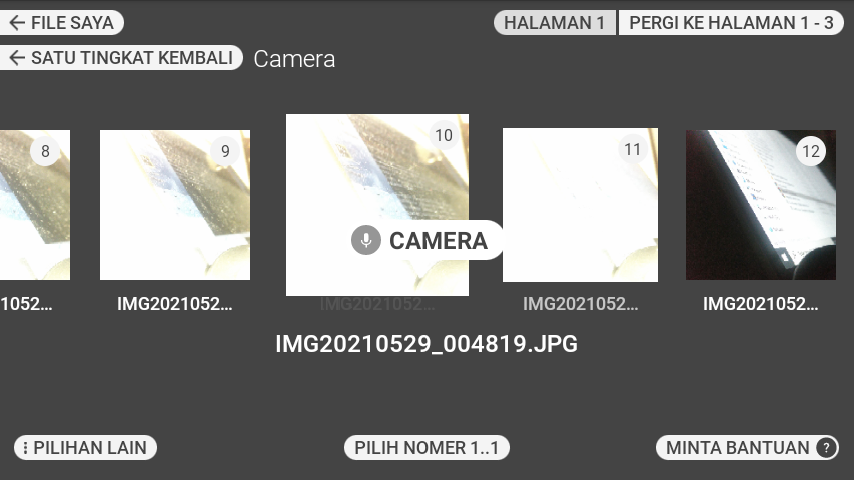 ← FILE SAYA
HALAMAN 1
PERGI KE HALAMAN 1 - 3
← SATU TINGKAT KEMBALI
Camera
8
9
10
11
12
CAMERA
1052...
IMG2021052...
IMG2021052...
IMG2021052...
IMG2021052...
IMG20210529_004819.JPG
PILIHAN LAIN
PILIH NOMER 1..1
MINTA BANTUAN ?